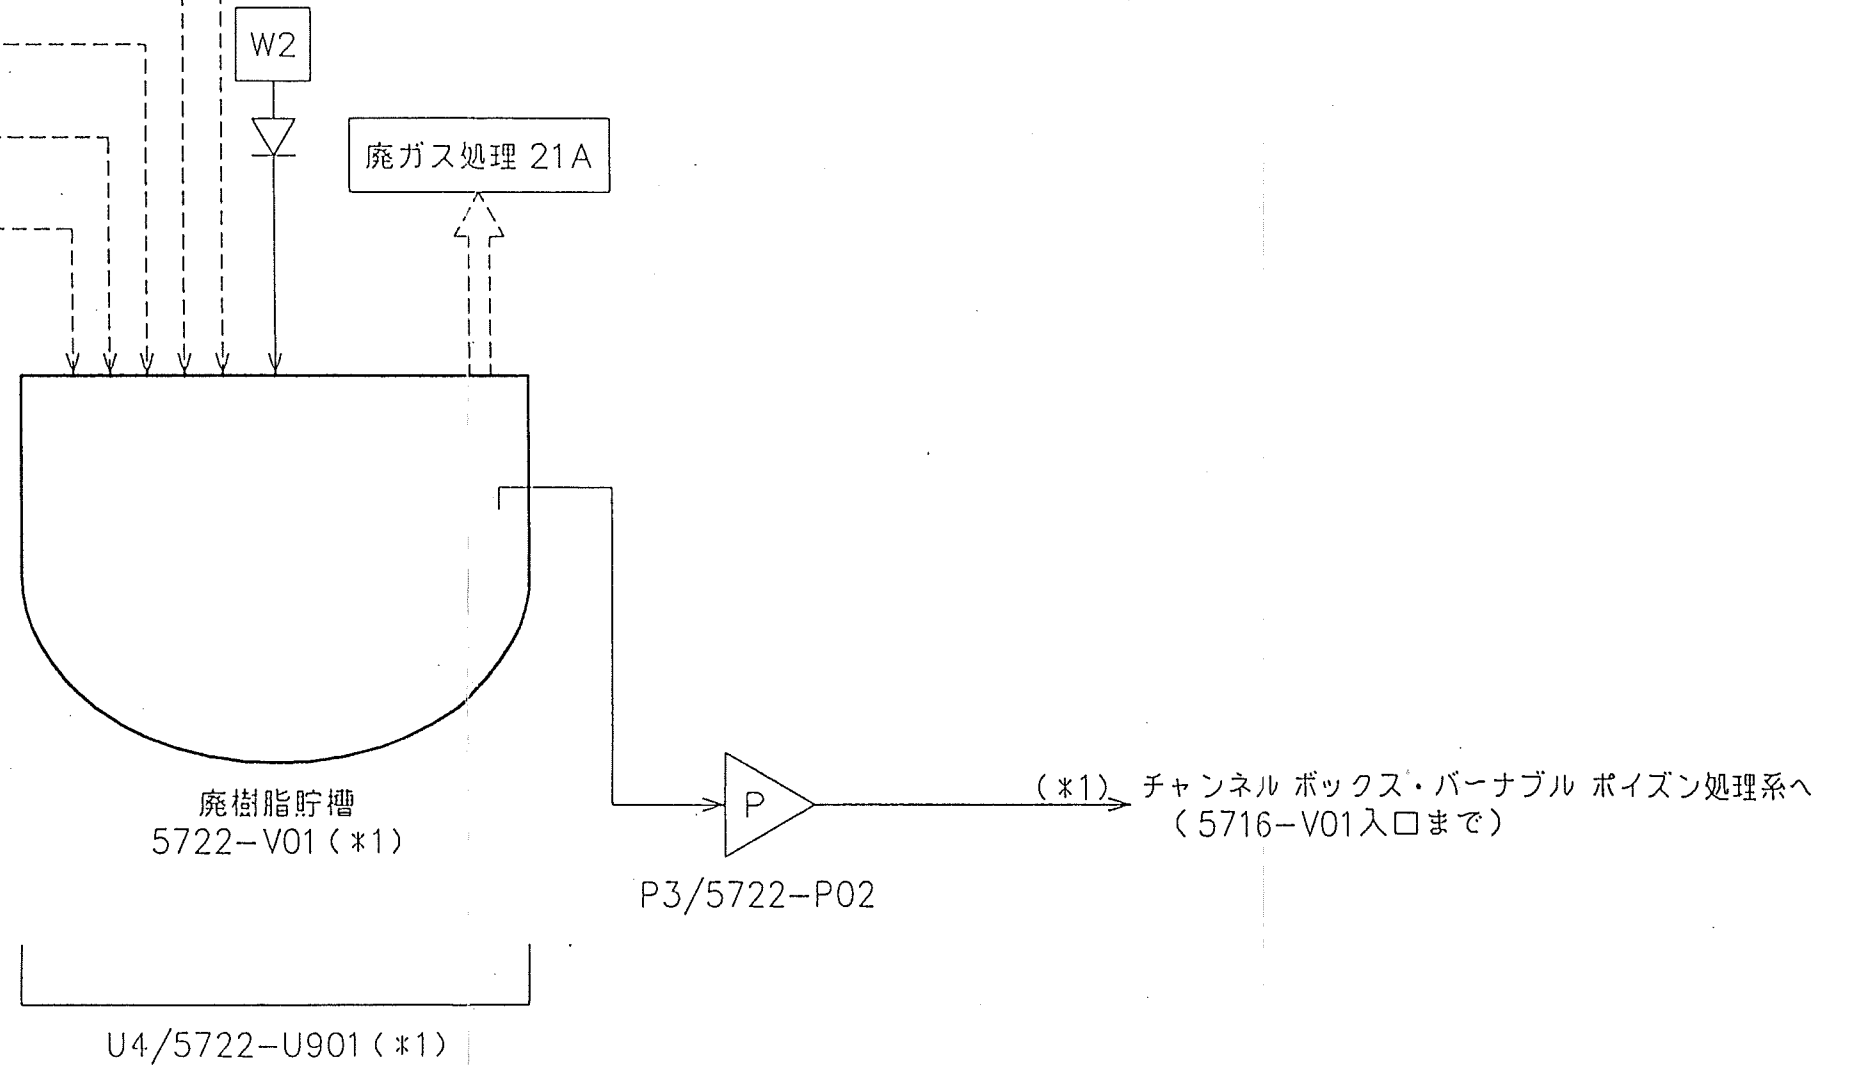 W2
廃ガス処理 21A
廃樹脂貯槽
5722-V01(*1)
P
(*1)
チャンネル ボックス・バーナブル ポイズン処理系へ
(5716-V01入口まで)
P3/5722-P02
U4/5722-U901(*1)